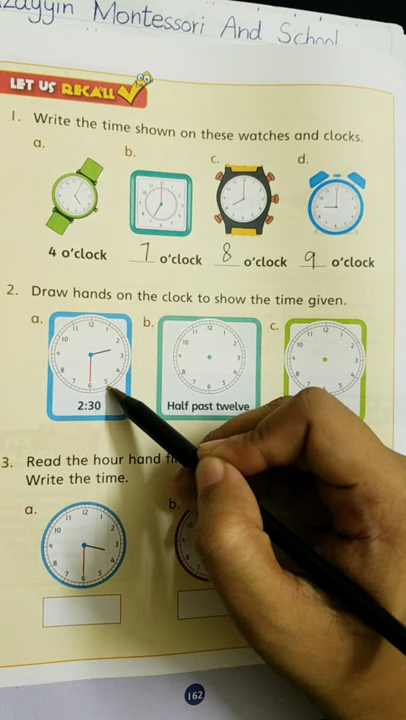 Montessori And School
LET US RECALL
1. Write the time shown on these watches and clocks.
a. b. c. d.
4 o'clock 7 o'clock 8 o'clock 9 o'clock
2. Draw hands on the clock to show the time given.
a. b. c.
2:30 Half past twelve
3. Read the hour hand
Write the time.
a. b.
162